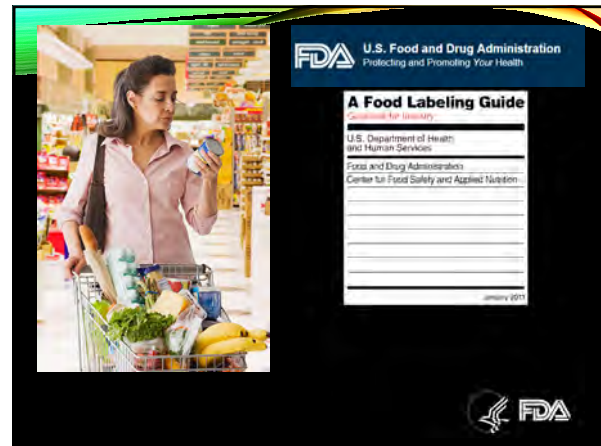 FDA
U.S. Food and Drug Administration
Protecting and Promoting Your Health
A Food Labeling Guide
Guidance for Industry
U.S. Department of Health
and Human Services
Food and Drug Administration
Center for Food Safety and Applied Nutrition
January 2011
FDA